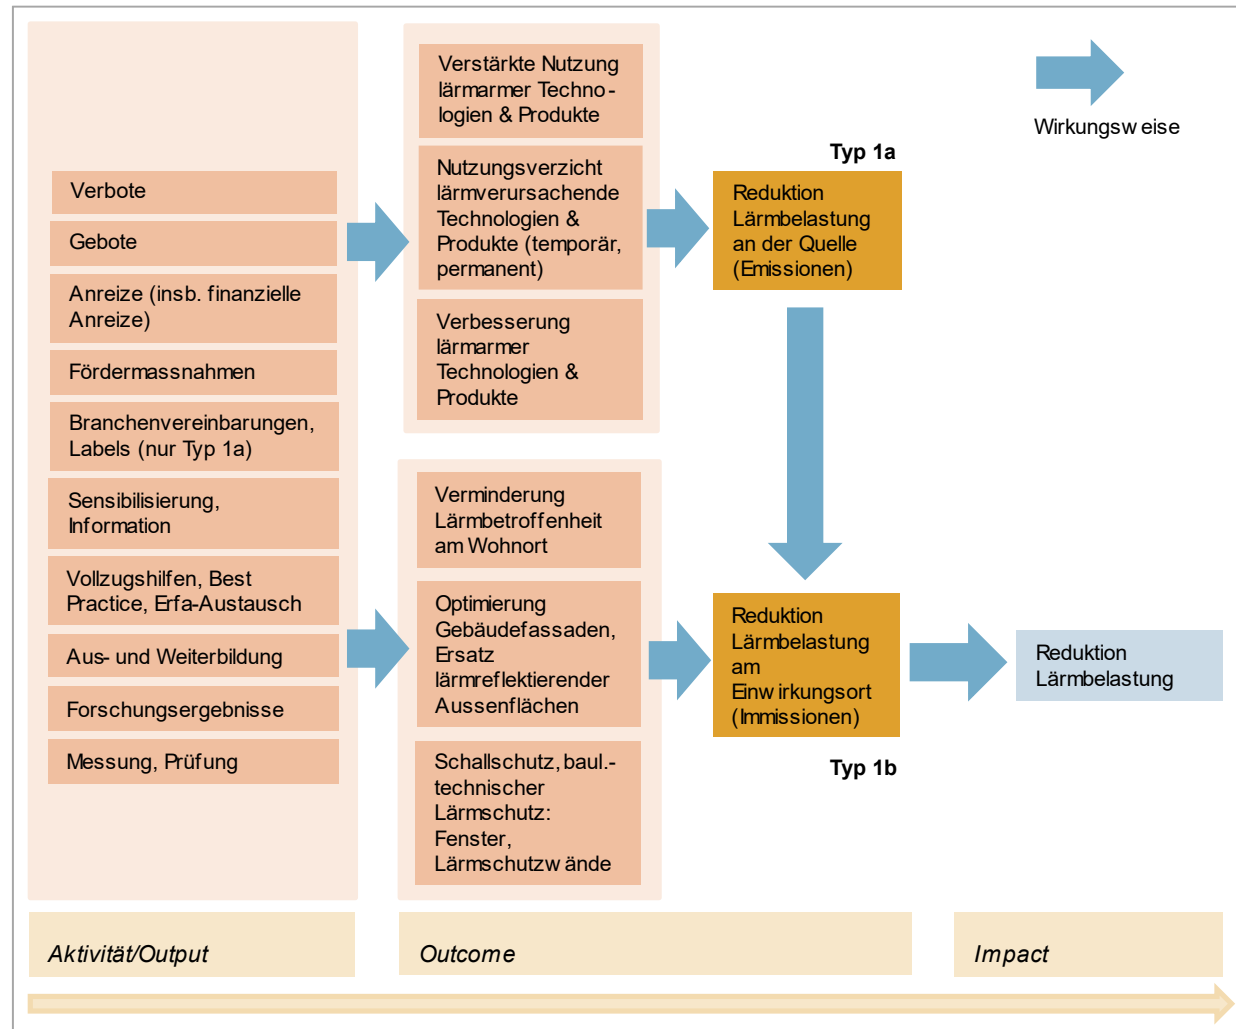 Verbote
Gebote
Anreize (insb. finanzielle
Anreize)
Fördermassnahmen
Branchenvereinbarungen,
Labels (nur Typ 1a)
Sensibilisierung,
Information
Vollzugshilfen, Best
Practice, Erfa-Austausch
Aus- und Weiterbildung
Forschungsergebnisse
Messung, Prüfung
Verstärkte Nutzung
lärmarmer Techno-
logien & Produkte
Nutzungsverzicht
lärmverursachende
Technologien &
Produkte (temporär,
permanent)
Verbesserung
lärmarmer
Technologien &
Produkte
Verminderung
Lärmbetroffenheit
am Wohnort
Optimierung
Gebäudefassaden,
Ersatz
lärmreflektierender
Aussenflächen
Schallschutz, baul.-
technischer
Lärmschutz:
Fenster,
Lärmschutzwände
Typ 1a
Reduktion
Lärmbelastung
an der Quelle
(Emissionen)
Reduktion
Lärmbelastung
am
Einwirkungsort
(Immissionen)
Typ 1b
Wirkungsweise
Reduktion
Lärmbelastung
Aktivität/Output
Outcome
Impact